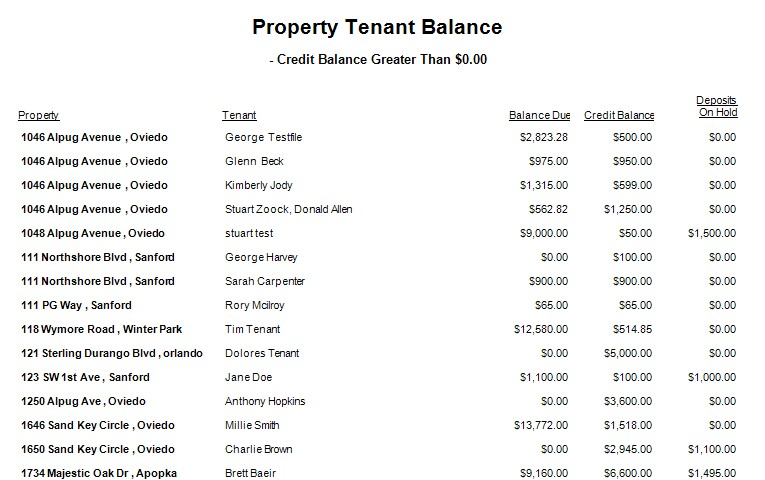 Property Tenant Balance
- Credit Balance Greater Than $0.00
Property Tenant Balance Due Credit Balance Deposits On Hold
1046 Alpug Avenue , Oviedo George Testfile $2,823.28 $500.00 $0.00
1046 Alpug Avenue , Oviedo Glenn Beck $975.00 $950.00 $0.00
1046 Alpug Avenue , Oviedo Kimberly Jody $1,315.00 $599.00 $0.00
1046 Alpug Avenue , Oviedo Stuart Zoock, Donald Allen $562.82 $1,250.00 $0.00
1048 Alpug Avenue , Oviedo stuart test $9,000.00 $50.00 $1,500.00
111 Northshore Blvd , Sanford George Harvey $0.00 $100.00 $0.00
111 Northshore Blvd , Sanford Sarah Carpenter $900.00 $900.00 $0.00
111 PG Way , Sanford Rory Mcilroy $65.00 $65.00 $0.00
118 Wymore Road , Winter Park Tim Tenant $12,580.00 $514.85 $0.00
121 Sterling Durango Blvd , orlando Dolores Tenant $0.00 $5,000.00 $0.00
123 SW 1st Ave , Sanford Jane Doe $1,100.00 $100.00 $1,000.00
1250 Alpug Ave , Oviedo Anthony Hopkins $0.00 $3,600.00 $0.00
1646 Sand Key Circle , Oviedo Millie Smith $13,772.00 $1,518.00 $0.00
1650 Sand Key Circle , Oviedo Charlie Brown $0.00 $2,945.00 $1,100.00
1734 Majestic Oak Dr , Apopka Brett Baeir $9,160.00 $6,600.00 $1,495.00